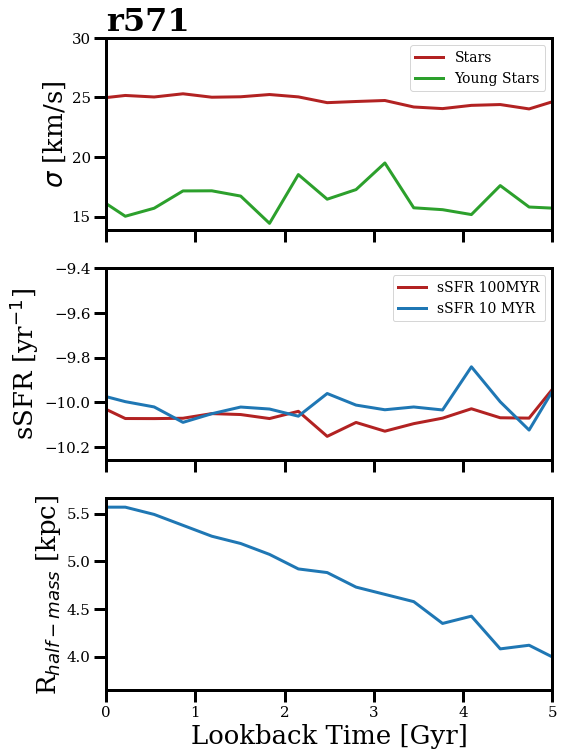 r571
30
25
20
15
σ [km/s]
Stars
Young Stars
−9.4
−9.6
−9.8
−10.0
−10.2
sSFR [yr⁻¹]
sSFR 100MYR
sSFR 10 MYR
5.5
5.0
4.5
4.0
R_half−mass [kpc]
0 1 2 3 4 5
Lookback Time [Gyr]